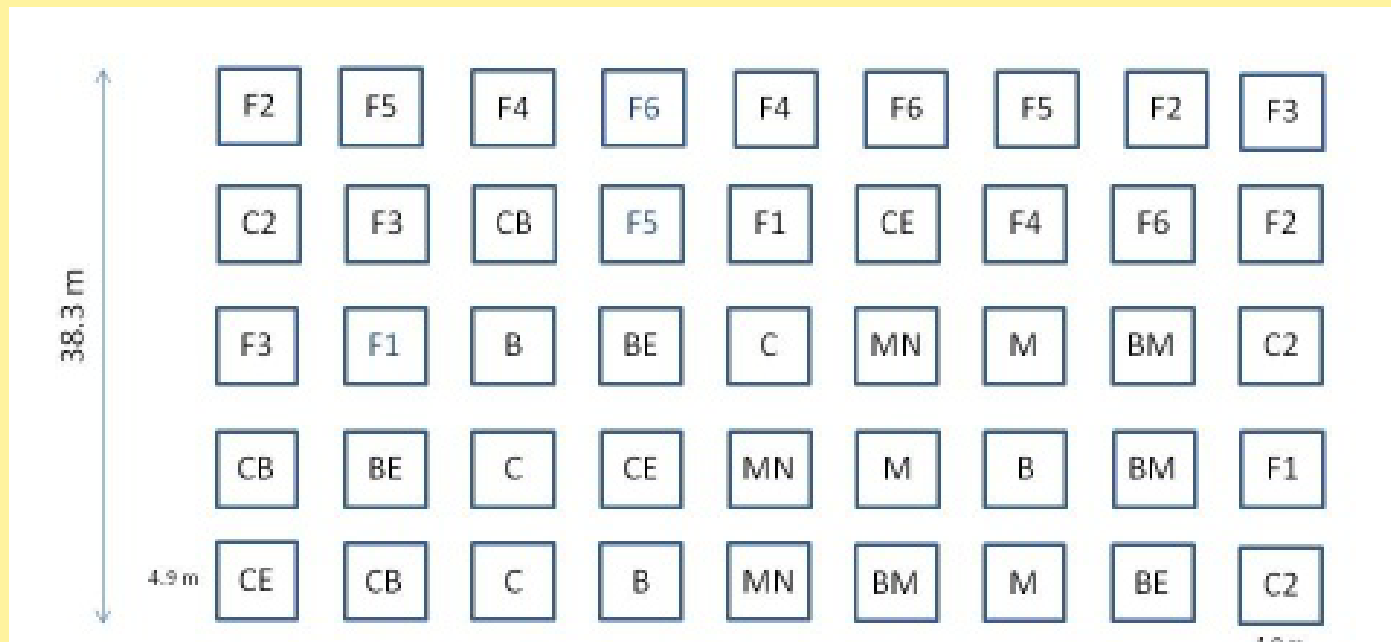 F2 F5 F4 F6 F4 F6 F5 F2 F3
C2 F3 CB F5 F1 CE F4 F6 F2
38.3 m
F3 F1 B BE C MN M BM C2
CB BE C CE MN M B BM F1
4.9 m CE CB C B MN BM M BE C2